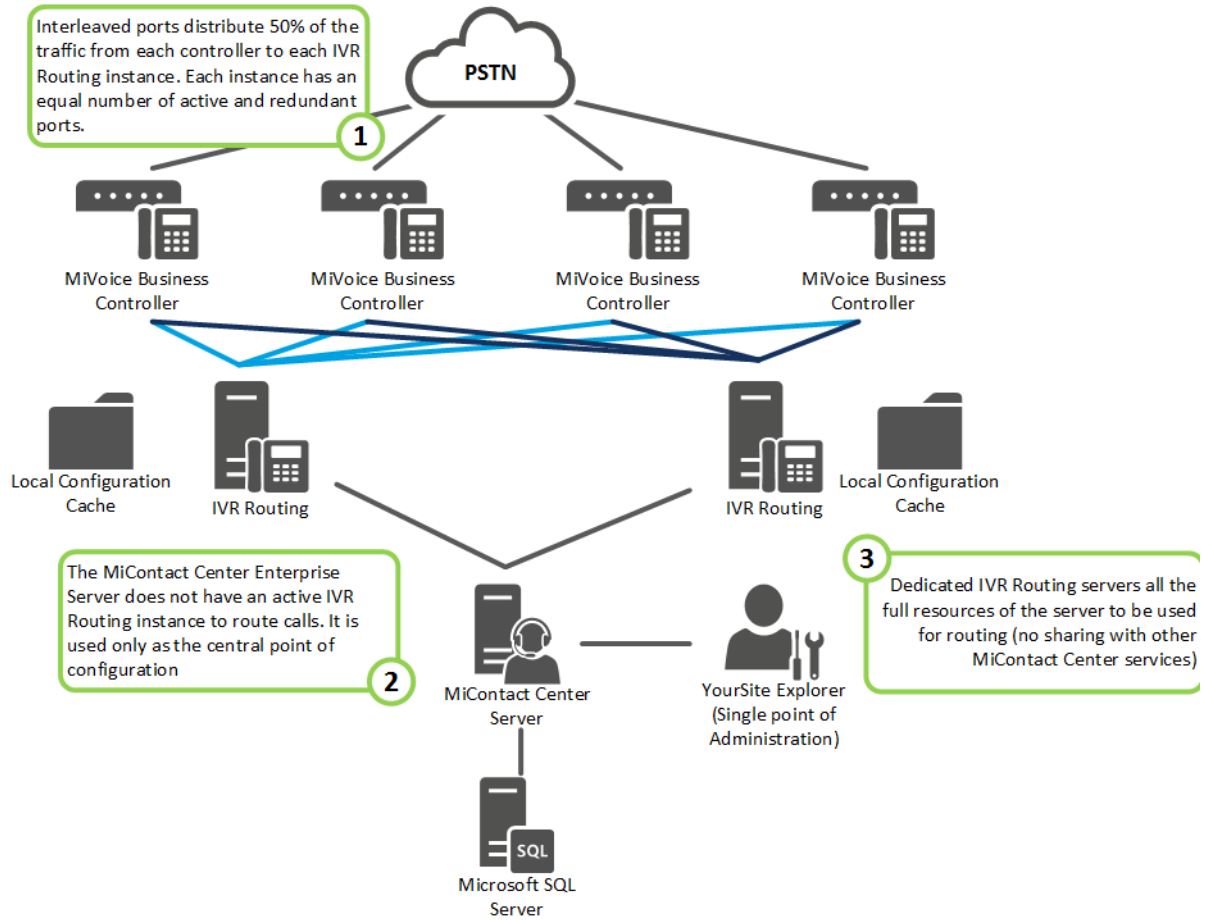 Interleaved ports distribute 50% of the
traffic from each controller to each IVR
Routing instance. Each instance has an
equal number of active and redundant
ports.
1
PSTN
MiVoice Business
Controller
MiVoice Business
Controller
MiVoice Business
Controller
MiVoice Business
Controller
Local Configuration
Cache
IVR Routing
IVR Routing
Local Configuration
Cache
The MiContact Center Enterprise
Server does not have an active IVR
Routing instance to route calls. It is
used only as the central point of
configuration
2
3
Dedicated IVR Routing servers all the
full resources of the server to be used
for routing (no sharing with other
MiContact Center services)
MiContact Center
Server
YourSite Explorer
(Single point of
Administration)
SQL
Microsoft SQL
Server